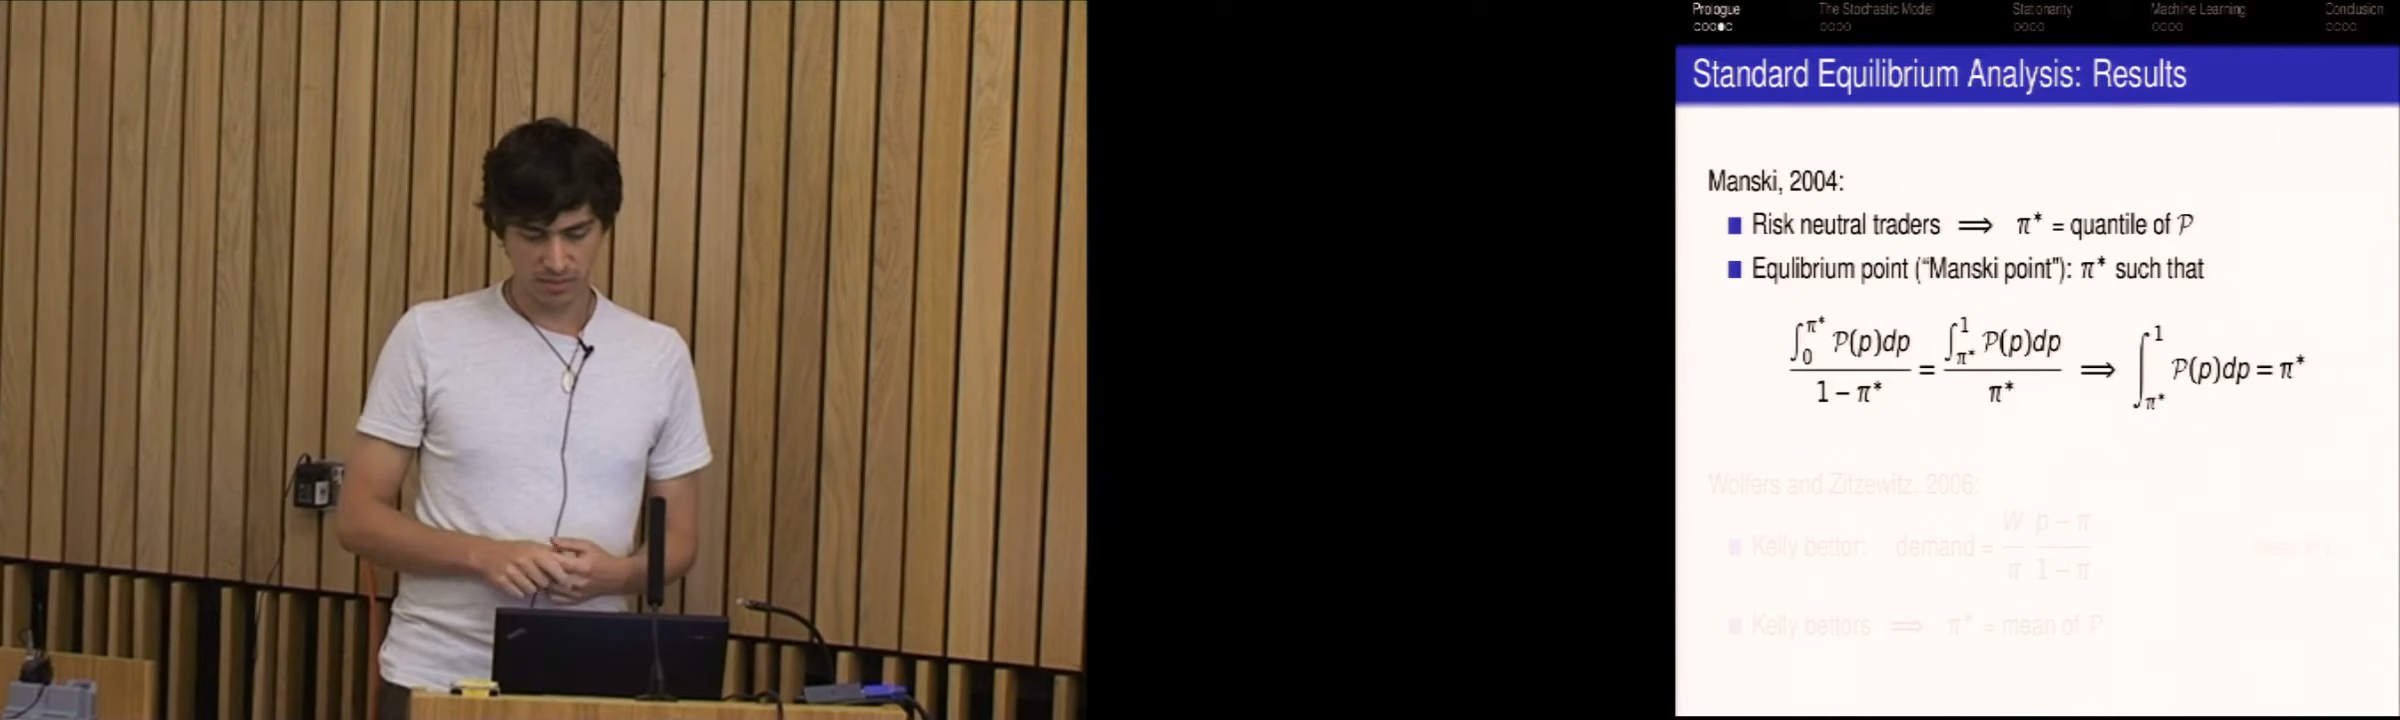 Prologue The Stochastic Model Stationarity Machine Learning Conclusion
Standard Equilibrium Analysis: Results
Manski, 2004:
Risk neutral traders ⟹ π* = quantile of 𝒫
Equlibrium point (“Manski point”): π* such that
∫₀^π* 𝒫(p)dp / (1 − π*) = ∫_π*^1 𝒫(p)dp / π* ⟹ ∫_π*^1 𝒫(p)dp = π*
Wolfers and Zitzewitz, 2006:
Kelly bettor: demand = W/π (p − π)/(1 − π)
Kelly bettors ⟹ π* = mean of 𝒫